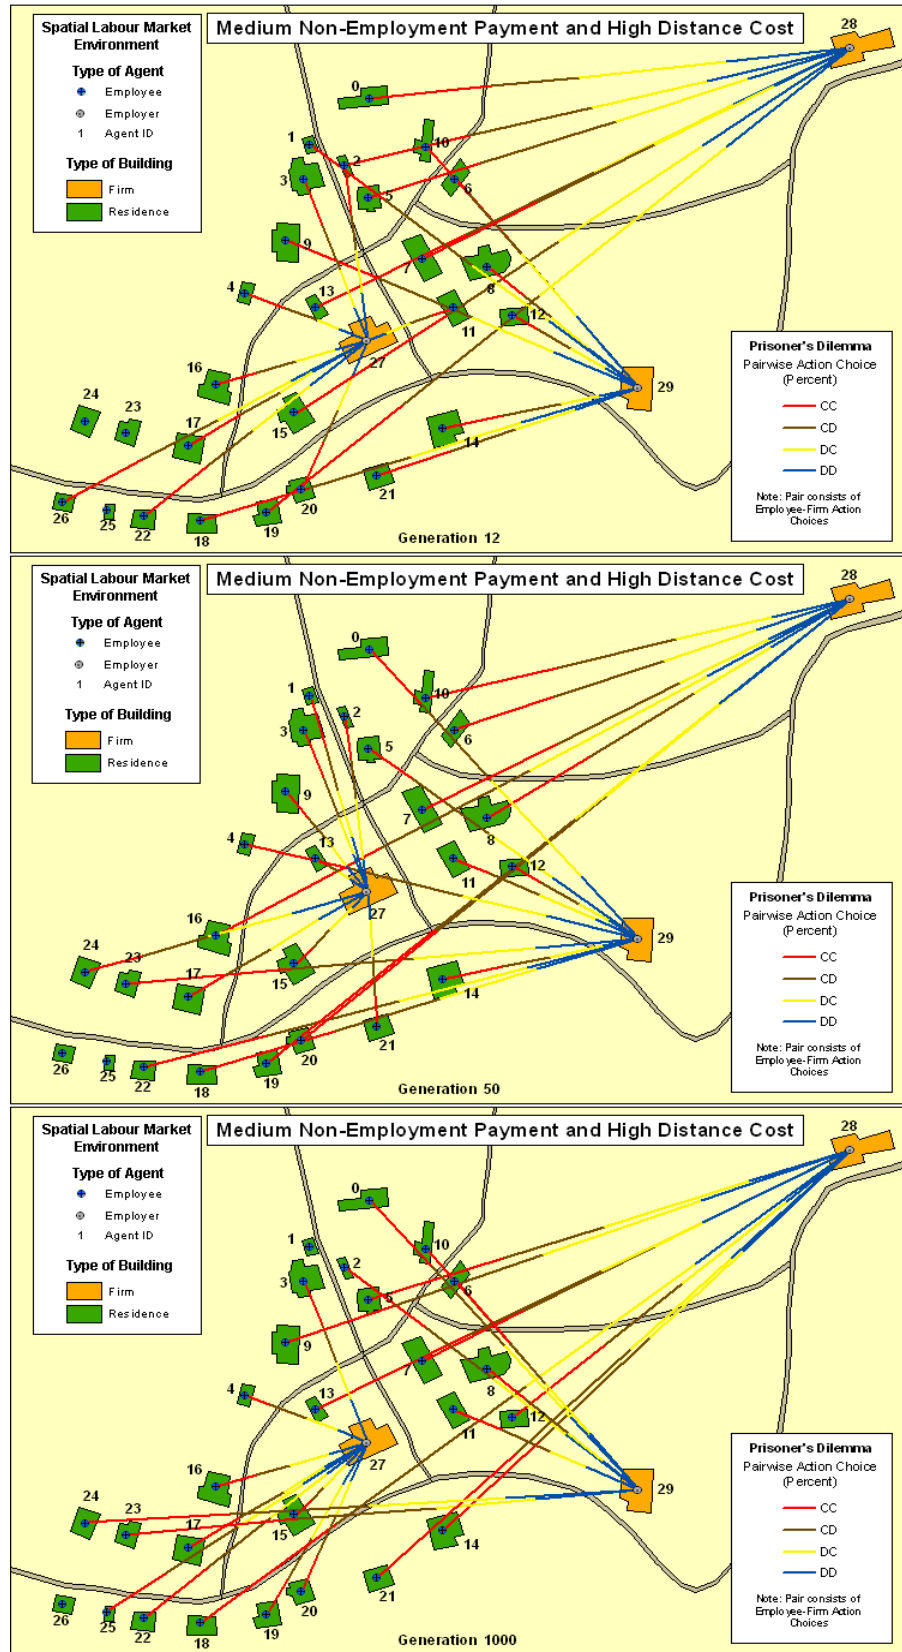 Spatial Labour Market
Environment
Type of Agent
Employee
Employer
1 Agent ID
Type of Building
Firm
Residence
Medium Non-Employment Payment and High Distance Cost
28
0
1
2
10
3
5
6
9
7
8
4
13
11
12
27
16
29
24
23
17
15
14
26
25
22
18
19
20
21
Prisoner's Dilemma
Pairwise Action Choice
(Percent)
CC
CD
DC
DD
Note: Pair consists of
Employee-Firm Action
Choices
Generation 12
Spatial Labour Market
Environment
Type of Agent
Employee
Employer
1 Agent ID
Type of Building
Firm
Residence
Medium Non-Employment Payment and High Distance Cost
28
0
1
2
10
3
5
6
9
7
8
4
13
11
12
27
16
29
24
23
17
15
14
26
25
22
18
19
20
21
Prisoner's Dilemma
Pairwise Action Choice
(Percent)
CC
CD
DC
DD
Note: Pair consists of
Employee-Firm Action
Choices
Generation 50
Spatial Labour Market
Environment
Type of Agent
Employee
Employer
1 Agent ID
Type of Building
Firm
Residence
Medium Non-Employment Payment and High Distance Cost
28
0
1
2
10
3
5
6
9
7
8
4
13
11
12
27
16
29
24
23
17
15
14
26
25
22
18
19
20
21
Prisoner's Dilemma
Pairwise Action Choice
(Percent)
CC
CD
DC
DD
Note: Pair consists of
Employee-Firm Action
Choices
Generation 1000